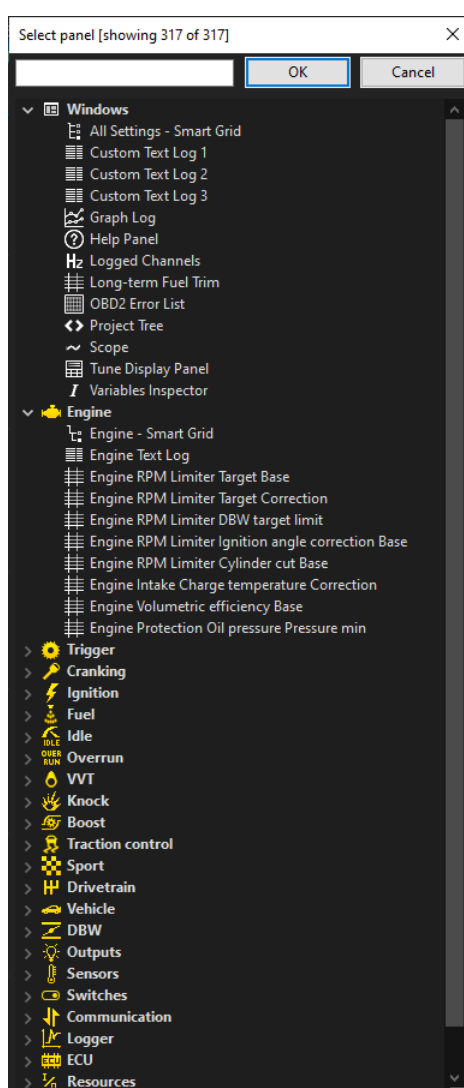 Select panel [showing 317 of 317]
OK Cancel
Windows
All Settings - Smart Grid
Custom Text Log 1
Custom Text Log 2
Custom Text Log 3
Graph Log
Help Panel
Hz Logged Channels
Long-term Fuel Trim
OBD2 Error List
Project Tree
Scope
Tune Display Panel
I Variables Inspector
Engine
Engine - Smart Grid
Engine Text Log
Engine RPM Limiter Target Base
Engine RPM Limiter Target Correction
Engine RPM Limiter DBW target limit
Engine RPM Limiter Ignition angle correction Base
Engine RPM Limiter Cylinder cut Base
Engine Intake Charge temperature Correction
Engine Volumetric efficiency Base
Engine Protection Oil pressure Pressure min
Trigger
Cranking
Ignition
Fuel
IDLE Idle
OVER RUN Overrun
VVT
Knock
Boost
Traction control
Sport
Drivetrain
Vehicle
DBW
Outputs
Sensors
Switches
Communication
Logger
ECU ECU
Resources